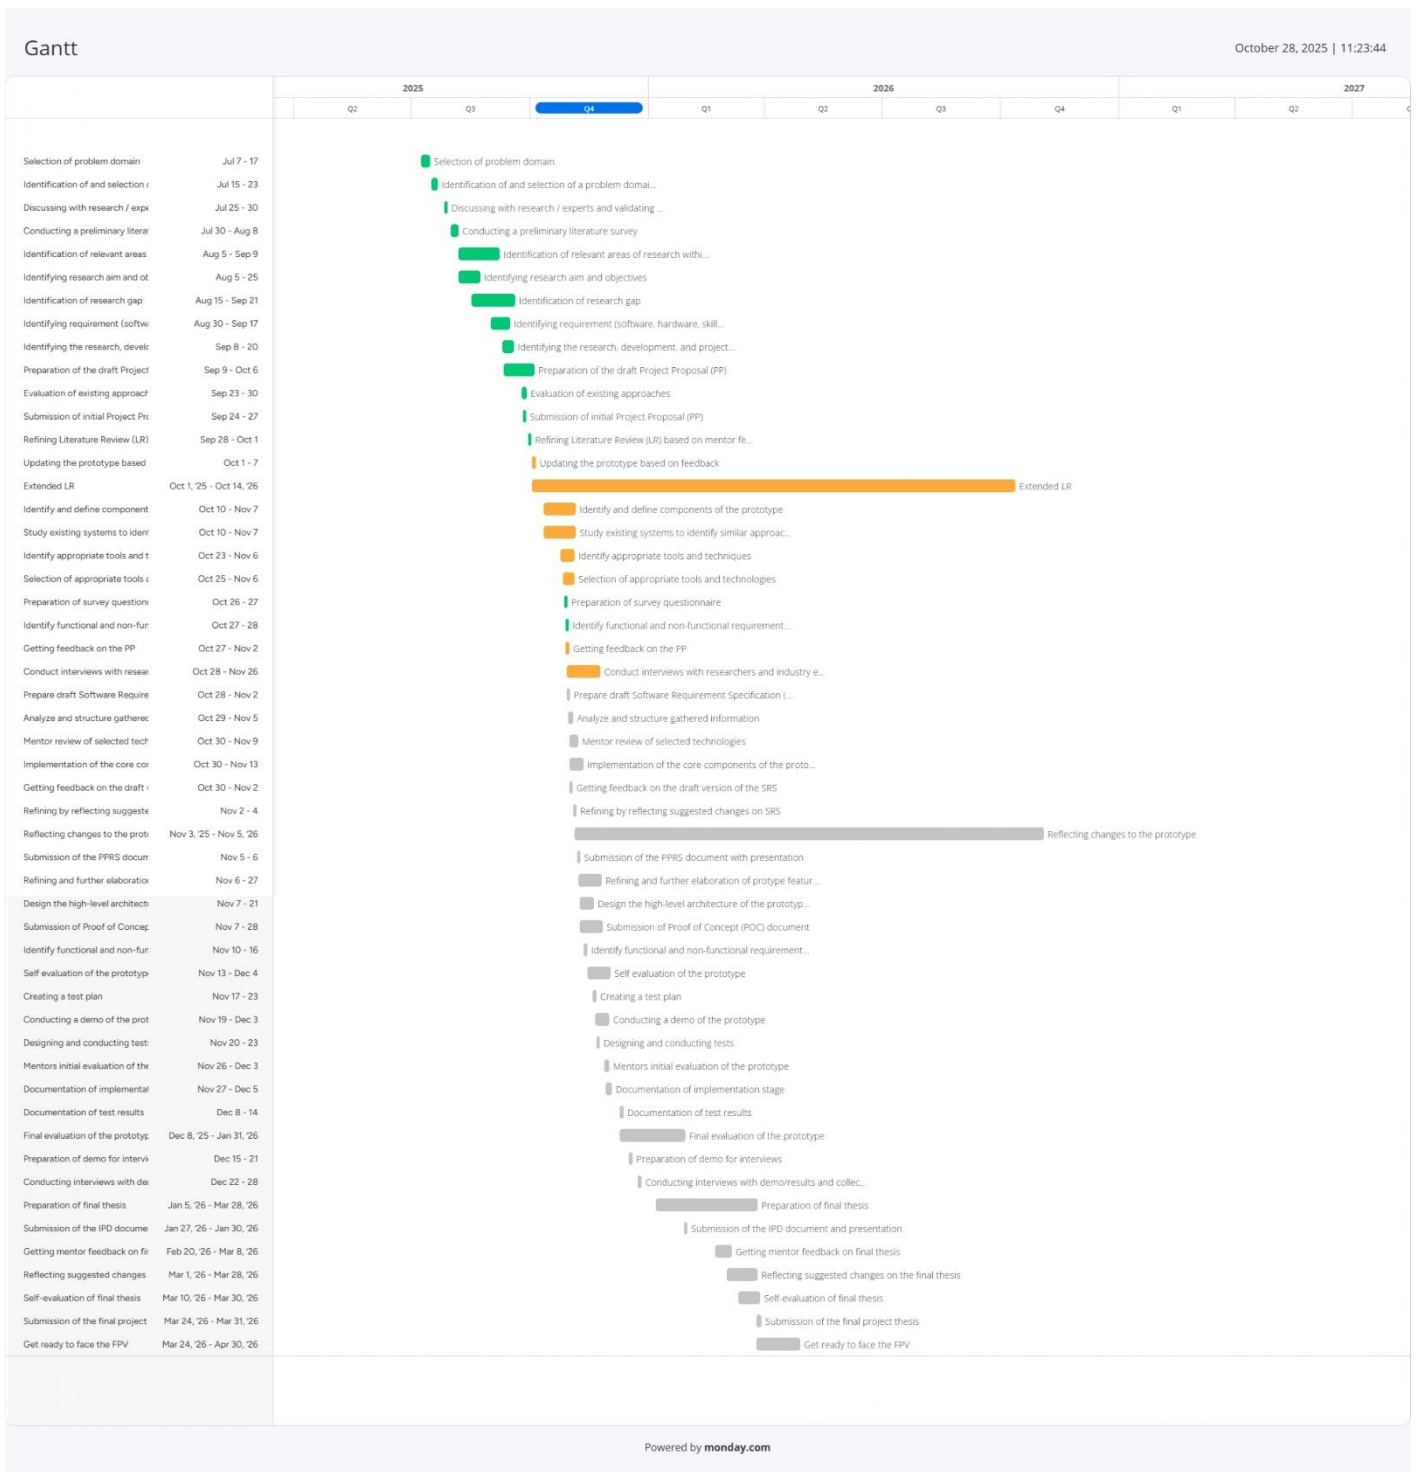 Gantt
October 28, 2025 | 11:23:44
2025 2026 2027
Q2 Q3 Q4 Q1 Q2 Q3 Q4 Q1 Q2
Selection of problem domain Jul 7 - 17 Selection of problem domain
Identification of and selection Jul 15 - 23 Identification of and selection of a problem domai...
Discussing with research / expe Jul 25 - 30 Discussing with research / experts and validating ...
Conducting a preliminary litera Jul 30 - Aug 8 Conducting a preliminary literature survey
Identification of relevant areas Aug 5 - Sep 9 Identification of relevant areas of research withi...
Identifying research aim and ob Aug 5 - 25 Identifying research aim and objectives
Identification of research gap Aug 15 - Sep 21 Identification of research gap
Identifying requirement (softw Aug 30 - Sep 17 Identifying requirement (software, hardware, skill...
Identifying the research, develo Sep 8 - 20 Identifying the research, development, and project...
Preparation of the draft Project Sep 9 - Oct 6 Preparation of the draft Project Proposal (PP)
Evaluation of existing approach Sep 23 - 30 Evaluation of existing approaches
Submission of initial Project Pro Sep 24 - 27 Submission of initial Project Proposal (PP)
Refining Literature Review (LR) Sep 28 - Oct 1 Refining Literature Review (LR) based on mentor fe...
Updating the prototype based Oct 1 - 7 Updating the prototype based on feedback
Extended LR Oct 1, '25 - Oct 14, '26 Extended LR
Identify and define component Oct 10 - Nov 7 Identify and define components of the prototype
Study existing systems to ident Oct 10 - Nov 7 Study existing systems to identify similar approac...
Identify appropriate tools and t Oct 23 - Nov 6 Identify appropriate tools and techniques
Selection of appropriate tools a Oct 25 - Nov 6 Selection of appropriate tools and technologies
Preparation of survey question Oct 26 - 27 Preparation of survey questionnaire
Identify functional and non-fun Oct 27 - 28 Identify functional and non-functional requirement...
Getting feedback on the PP Oct 27 - Nov 2 Getting feedback on the PP
Conduct interviews with resear Oct 28 - Nov 26 Conduct interviews with researchers and industry e...
Prepare draft Software Require Oct 28 - Nov 2 Prepare draft Software Requirement Specification (...
Analyze and structure gathered Oct 29 - Nov 5 Analyze and structure gathered information
Mentor review of selected tech Oct 30 - Nov 9 Mentor review of selected technologies
Implementation of the core cor Oct 30 - Nov 13 Implementation of the core components of the proto...
Getting feedback on the draft Oct 30 - Nov 2 Getting feedback on the draft version of the SRS
Refining by reflecting suggeste Nov 2 - 4 Refining by reflecting suggested changes on SRS
Reflecting changes to the proto Nov 3, '25 - Nov 5, '26 Reflecting changes to the prototype
Submission of the PPRS docum Nov 5 - 6 Submission of the PPRS document with presentation
Refining and further elaboration Nov 6 - 27 Refining and further elaboration of protype featur...
Design the high-level architect Nov 7 - 21 Design the high-level architecture of the prototyp...
Submission of Proof of Concep Nov 7 - 28 Submission of Proof of Concept (POC) document
Identify functional and non-fun Nov 10 - 16 Identify functional and non-functional requirement...
Self evaluation of the prototype Nov 13 - Dec 4 Self evaluation of the prototype
Creating a test plan Nov 17 - 23 Creating a test plan
Conducting a demo of the prot Nov 19 - Dec 3 Conducting a demo of the prototype
Designing and conducting test Nov 20 - 23 Designing and conducting tests
Mentors initial evaluation of the Nov 26 - Dec 3 Mentors initial evaluation of the prototype
Documentation of implementat Nov 27 - Dec 5 Documentation of implementation stage
Documentation of test results Dec 8 - 14 Documentation of test results
Final evaluation of the prototyp Dec 8, '25 - Jan 31, '26 Final evaluation of the prototype
Preparation of demo for intervi Dec 15 - 21 Preparation of demo for interviews
Conducting interviews with de Dec 22 - 28 Conducting interviews with demo/results and collec...
Preparation of final thesis Jan 5, '26 - Mar 28, '26 Preparation of final thesis
Submission of the IPD docume Jan 27, '26 - Jan 30, '26 Submission of the IPD document and presentation
Getting mentor feedback on fir Feb 20, '26 - Mar 8, '26 Getting mentor feedback on final thesis
Reflecting suggested changes Mar 1, '26 - Mar 28, '26 Reflecting suggested changes on the final thesis
Self-evaluation of final thesis Mar 10, '26 - Mar 30, '26 Self-evaluation of final thesis
Submission of the final project Mar 24, '26 - Mar 31, '26 Submission of the final project thesis
Get ready to face the FPV Mar 24, '26 - Apr 30, '26 Get ready to face the FPV
Powered by monday.com